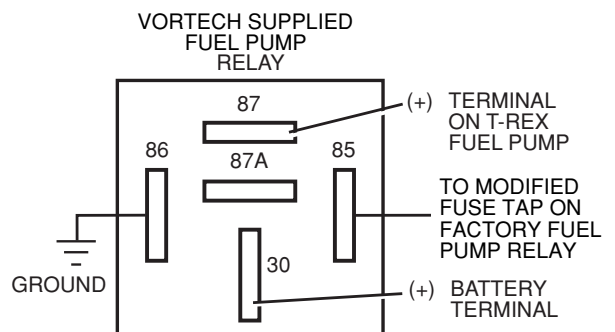 VORTECH SUPPLIED
FUEL PUMP
RELAY
87
(+) TERMINAL
ON T-REX
FUEL PUMP
86
87A
85
TO MODIFIED
FUSE TAP ON
FACTORY FUEL
PUMP RELAY
GROUND
30
(+) BATTERY
TERMINAL